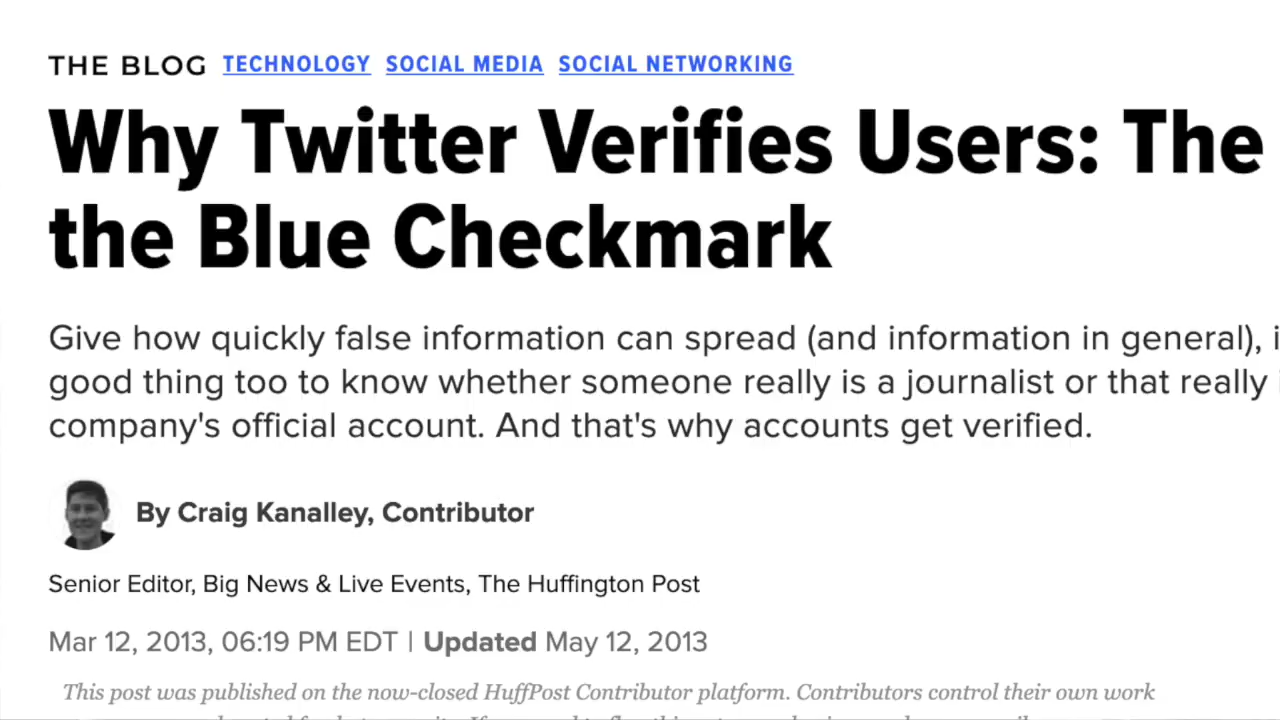 THE BLOG TECHNOLOGY SOCIAL MEDIA SOCIAL NETWORKING
Why Twitter Verifies Users: The
the Blue Checkmark
Give how quickly false information can spread (and information in general), i
good thing too to know whether someone really is a journalist or that really
company's official account. And that's why accounts get verified.
By Craig Kanalley, Contributor
Senior Editor, Big News & Live Events, The Huffington Post
Mar 12, 2013, 06:19 PM EDT | Updated May 12, 2013
This post was published on the now-closed HuffPost Contributor platform. Contributors control their own work